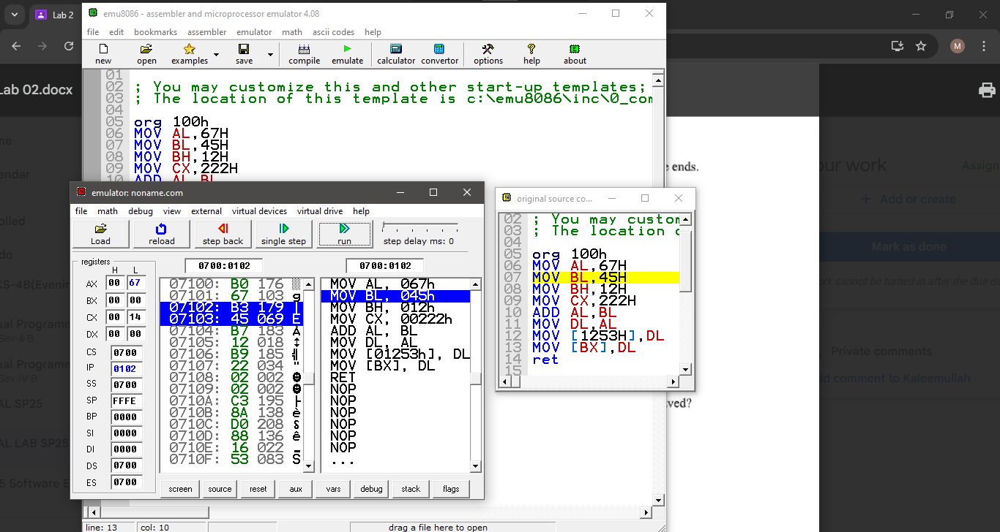 Lab 2
emu8086 - assembler and microprocessor emulator 4.08
file edit bookmarks assembler emulator math ascii codes help
new open examples save compile emulate calculator convertor options help about
M
Lab 02.docx
01
02 ; You may customize this and other start-up templates;
03 ; The location of this template is c:\emu8086\inc\0_com
04
05 org 100h
06 MOV AL,67H
07 MOV BL,45H
08 MOV BH,12H
09 MOV CX,222H
10 ADD AL,BL
emulator: noname.com
file math debug view external virtual devices virtual drive help
Load reload step back single step run step delay ms: 0
registers
H L
AX 00 67
BX 00 00
CX 00 14
DX 00 00
CS 0700
IP 0102
SS 0700
SP FFFE
BP 0000
SI 0000
DI 0000
DS 0700
ES 0700
0700:0102 0700:0102
07100: B0 176 ░
07101: 67 103 g
07102: B3 179 │
07103: 45 069 E
07104: B7 183 À
07105: 12 018 ↕
07106: B9 185 ╣
07107: 22 034 "
07108: 02 002 ☻
07109: 02 002 ☻
0710A: C3 195 ├
0710B: 8A 138 è
0710C: D0 208 š
0710D: 88 136 ê
0710E: 16 022 ▬
0710F: 53 083 S
MOV AL, 067h
MOV BL, 045h
MOV BH, 012h
MOV CX, 00222h
ADD AL, BL
MOV DL, AL
MOV [01253h], DL
MOV [BX], DL
RET
NOP
NOP
NOP
NOP
NOP
NOP
...
screen source reset aux vars debug stack flags
original source co...
02 ; You may custom
03 ; The location o
04
05 org 100h
06 MOV AL,67H
07 MOV BL,45H
08 MOV BH,12H
09 MOV CX,222H
10 ADD AL,BL
11 MOV DL,AL
12 MOV [1253H],DL
13 MOV [BX],DL
14 ret
15
line: 13 col: 10 drag a file here to open
e ends.
ved?
me
endar
olled
do
CS-4B(Evenin
ual Programm
Sev-4-B
ual Programm
Sev-IV-B
AL SP25
AL LAB SP25
5 Software E
our work Assign
+ Add or create
Mark as done
rk cannot be turned in after the due da
Private comments
dd comment to Kaleemullah